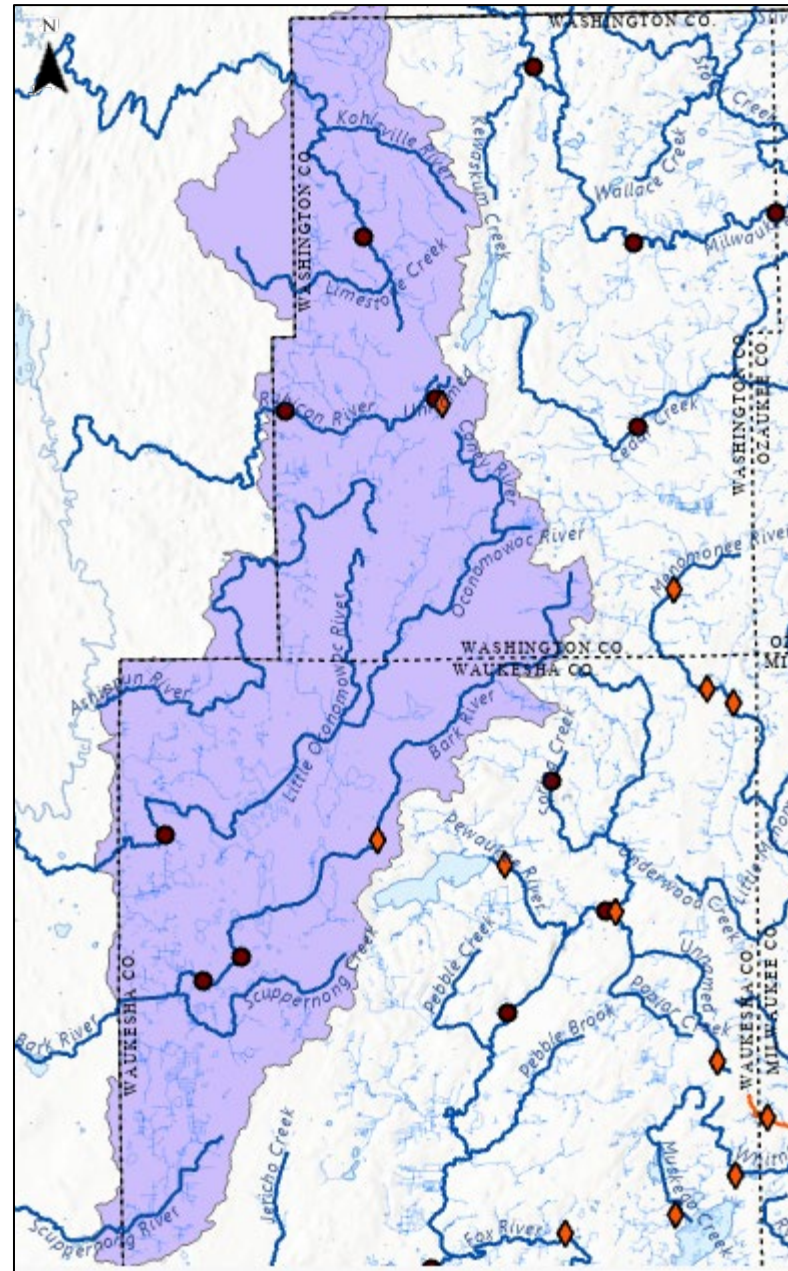 N
WASHINGTON CO.
Kohlsville River
Kewaskum Creek
Wallace Creek
WASHINGTON CO.
Limestone Creek
Rubicon River
Unnamed
Coney River
Cedar Creek
WASHINGTON CO.
OZAUKEE CO.
Oconomowoc River
Menomonee River
WASHINGTON CO.
WAUKESHA CO.
Ashippun River
Little Oconomowoc River
Bark River
Pewaukee River
Underwood Creek
Unnamed
Poplar Creek
Pebble Creek
Scuppernong Creek
WAUKESHA CO.
Bark River
Pebble Brook
WAUKESHA CO.
MILWAUKEE CO.
Jericho Creek
Muskego Creek
Scuppernong River
Fox River